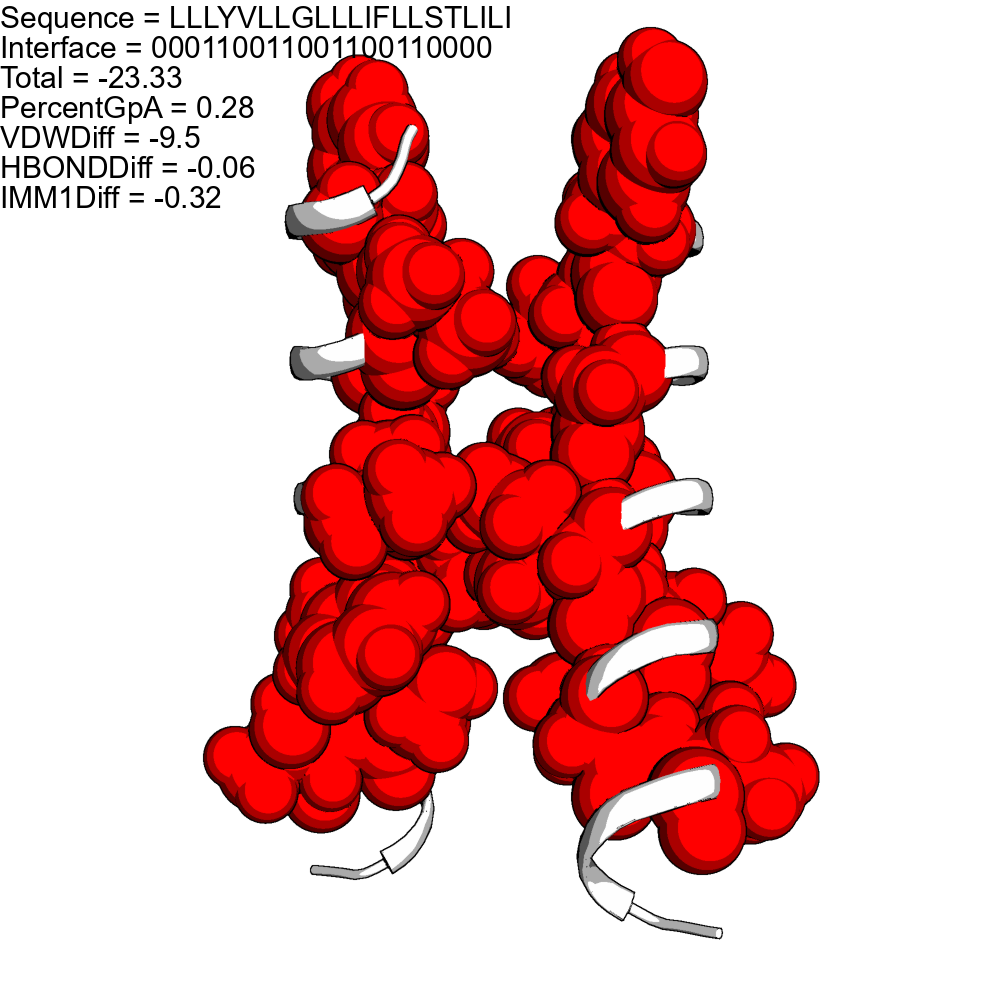 Sequence = LLLYVLLGLLLIFLLSTLILI
Interface = 000110011001100110000
Total = -23.33
PercentGpA = 0.28
VDWDiff = -9.5
HBONDDiff = -0.06
IMM1Diff = -0.32